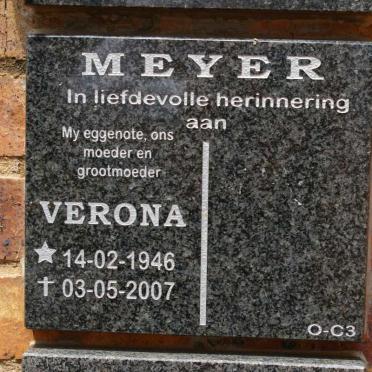 MEYER
In liefdevolle herinnering
aan
My eggenote, ons
moeder en
grootmoeder
VERONA
14-02-1946
03-05-2007
O-C3